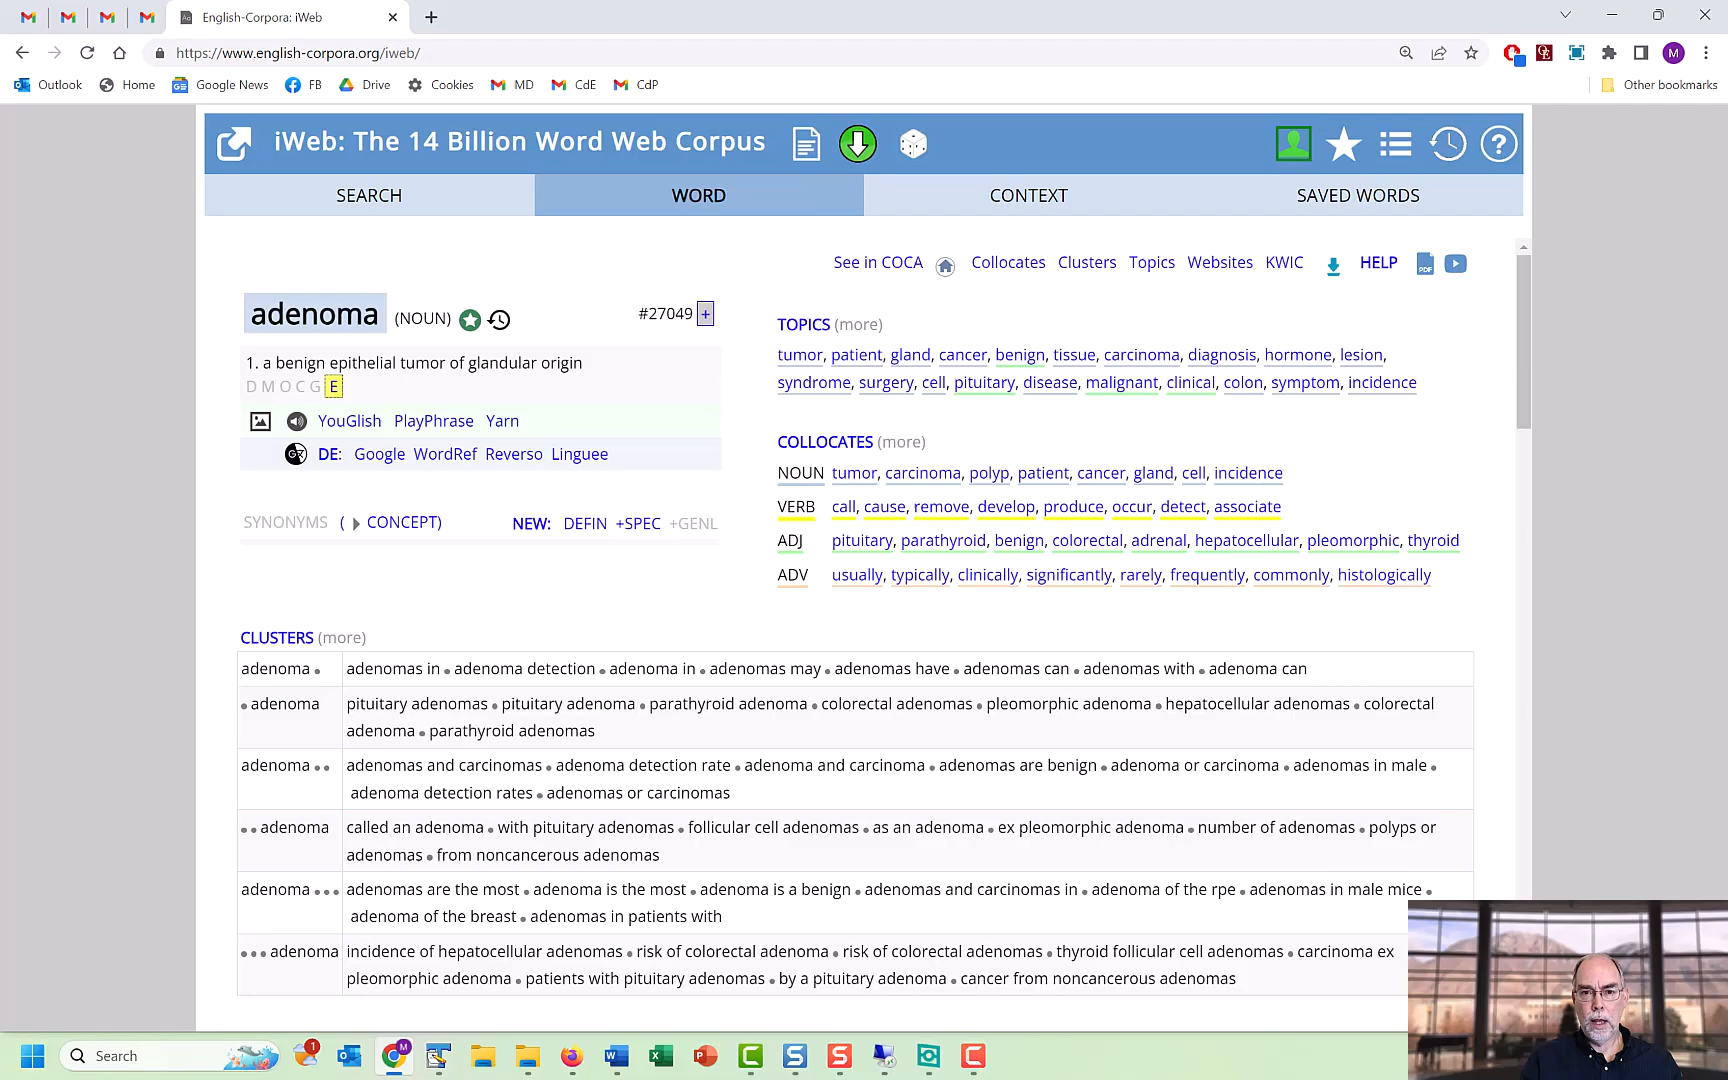 English-Corpora: iWeb
https://www.english-corpora.org/iweb/
M
Outlook Home Google News FB Drive Cookies MD CdE CdP Other bookmarks
iWeb: The 14 Billion Word Web Corpus
SEARCH WORD CONTEXT SAVED WORDS
See in COCA Collocates Clusters Topics Websites KWIC HELP PDF
adenoma (NOUN) #27049 +
1. a benign epithelial tumor of glandular origin
D M O C G E
YouGlish PlayPhrase Yarn
DE: Google WordRef Reverso Linguee
SYNONYMS ( CONCEPT) NEW: DEFIN +SPEC +GENL
TOPICS (more)
tumor, patient, gland, cancer, benign, tissue, carcinoma, diagnosis, hormone, lesion,
syndrome, surgery, cell, pituitary, disease, malignant, clinical, colon, symptom, incidence
COLLOCATES (more)
NOUN tumor, carcinoma, polyp, patient, cancer, gland, cell, incidence
VERB call, cause, remove, develop, produce, occur, detect, associate
ADJ pituitary, parathyroid, benign, colorectal, adrenal, hepatocellular, pleomorphic, thyroid
ADV usually, typically, clinically, significantly, rarely, frequently, commonly, histologically
CLUSTERS (more)
adenoma • adenomas in • adenoma detection • adenoma in • adenomas may • adenomas have • adenomas can • adenomas with • adenoma can
• adenoma pituitary adenomas • pituitary adenoma • parathyroid adenoma • colorectal adenomas • pleomorphic adenoma • hepatocellular adenomas • colorectal
adenoma • parathyroid adenomas
adenoma • • adenomas and carcinomas • adenoma detection rate • adenoma and carcinoma • adenomas are benign • adenoma or carcinoma • adenomas in male •
adenoma detection rates • adenomas or carcinomas
• • adenoma called an adenoma • with pituitary adenomas • follicular cell adenomas • as an adenoma • ex pleomorphic adenoma • number of adenomas • polyps or
adenomas • from noncancerous adenomas
adenoma • • • adenomas are the most • adenoma is the most • adenoma is a benign • adenomas and carcinomas in • adenoma of the rpe • adenomas in male mice •
adenoma of the breast • adenomas in patients with
• • • adenoma incidence of hepatocellular adenomas • risk of colorectal adenoma • risk of colorectal adenomas • thyroid follicular cell adenomas • carcinoma ex
pleomorphic adenoma • patients with pituitary adenomas • by a pituitary adenoma • cancer from noncancerous adenomas
Search 1 M